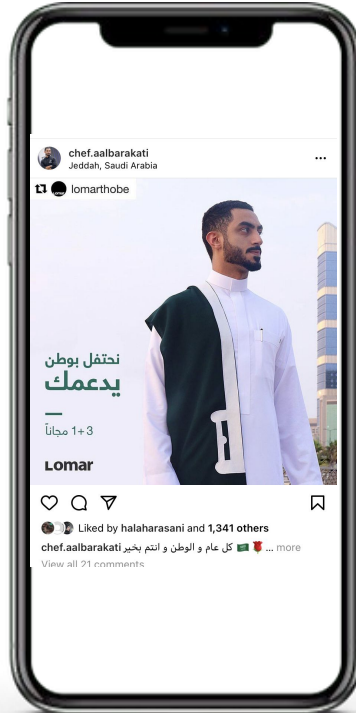 chef.aalbarakati
Jeddah, Saudi Arabia
lomarthobe
نحتفل بوطن
يدعمك
3+1 مجاناً
Lomar
Liked by halaharasani and 1,341 others
chef.aalbarakati كل عام و الوطن و انتم بخير 🌹🇸🇦 ... more
View all 21 comments